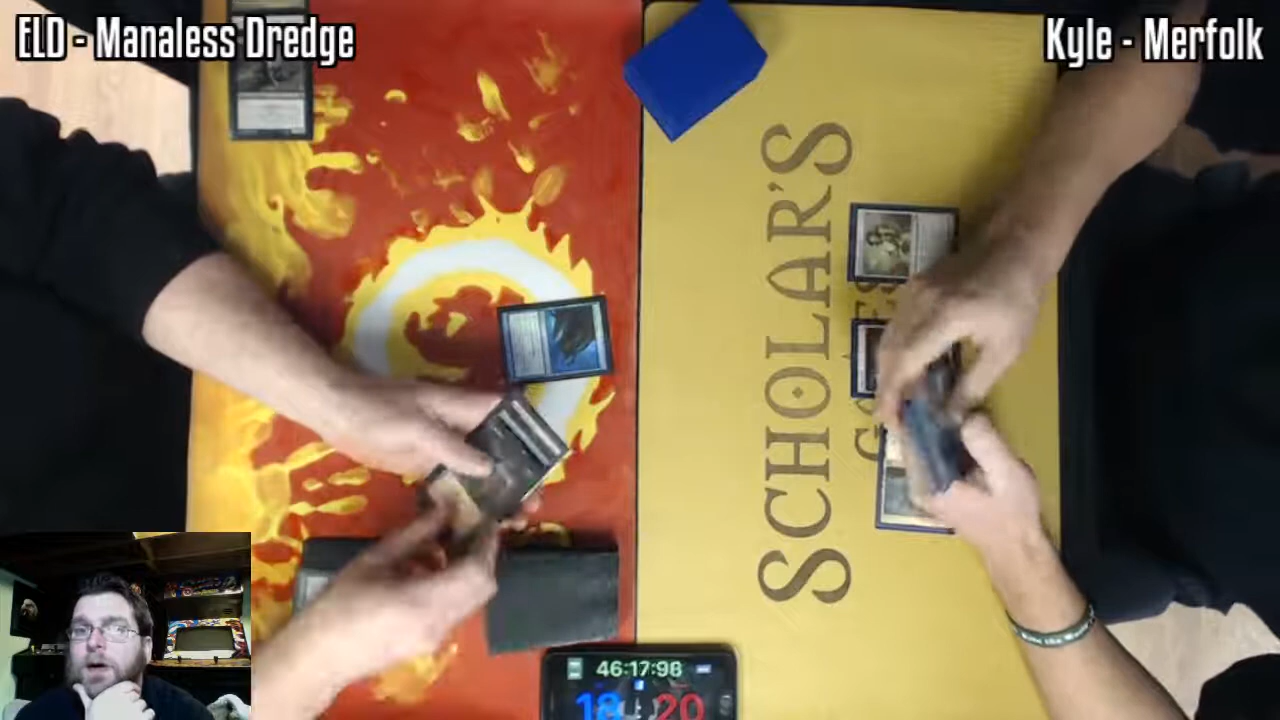 ELD - Manaless Dredge
Kyle - Merfolk
SCHOLAR'S
46:17:98
18 20